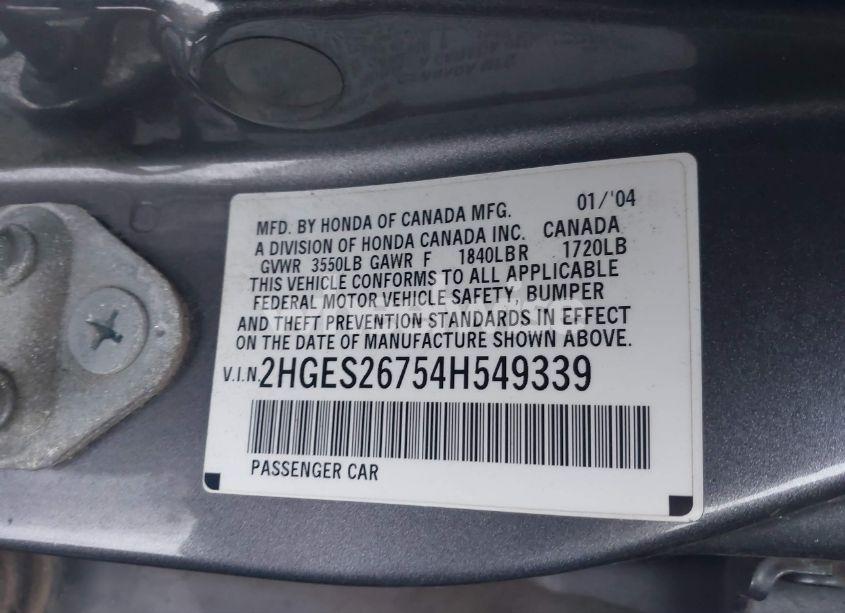 MFD. BY HONDA OF CANADA MFG. 01/'04
A DIVISION OF HONDA CANADA INC. CANADA
GVWR 3550LB GAWR F 1840LB R 1720LB
THIS VEHICLE CONFORMS TO ALL APPLICABLE
FEDERAL MOTOR VEHICLE SAFETY, BUMPER
AND THEFT PREVENTION STANDARDS IN EFFECT
ON THE DATE OF MANUFACTURE SHOWN ABOVE.
V.I.N. 2HGES26754H549339
PASSENGER CAR